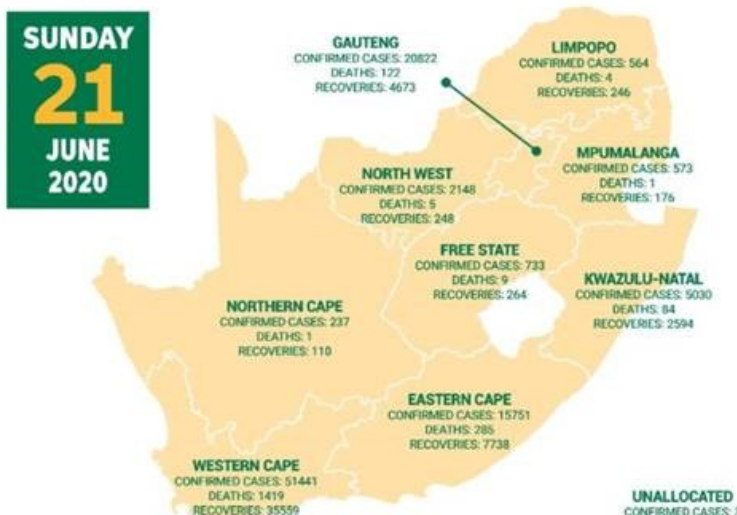 SUNDAY
21
JUNE
2020
GAUTENG
CONFIRMED CASES: 20822
DEATHS: 122
RECOVERIES: 4673
LIMPOPO
CONFIRMED CASES: 564
DEATHS: 4
RECOVERIES: 246
MPUMALANGA
CONFIRMED CASES: 573
DEATHS: 1
RECOVERIES: 176
NORTH WEST
CONFIRMED CASES: 2148
DEATHS: 5
RECOVERIES: 248
FREE STATE
CONFIRMED CASES: 733
DEATHS: 9
RECOVERIES: 264
KWAZULU-NATAL
CONFIRMED CASES: 5030
DEATHS: 84
RECOVERIES: 2594
NORTHERN CAPE
CONFIRMED CASES: 237
DEATHS: 1
RECOVERIES: 110
EASTERN CAPE
CONFIRMED CASES: 15751
DEATHS: 285
RECOVERIES: 7738
WESTERN CAPE
CONFIRMED CASES: 51441
DEATHS: 1419
RECOVERIES: 35559
UNALLOCATED
CONFIRMED CASES: